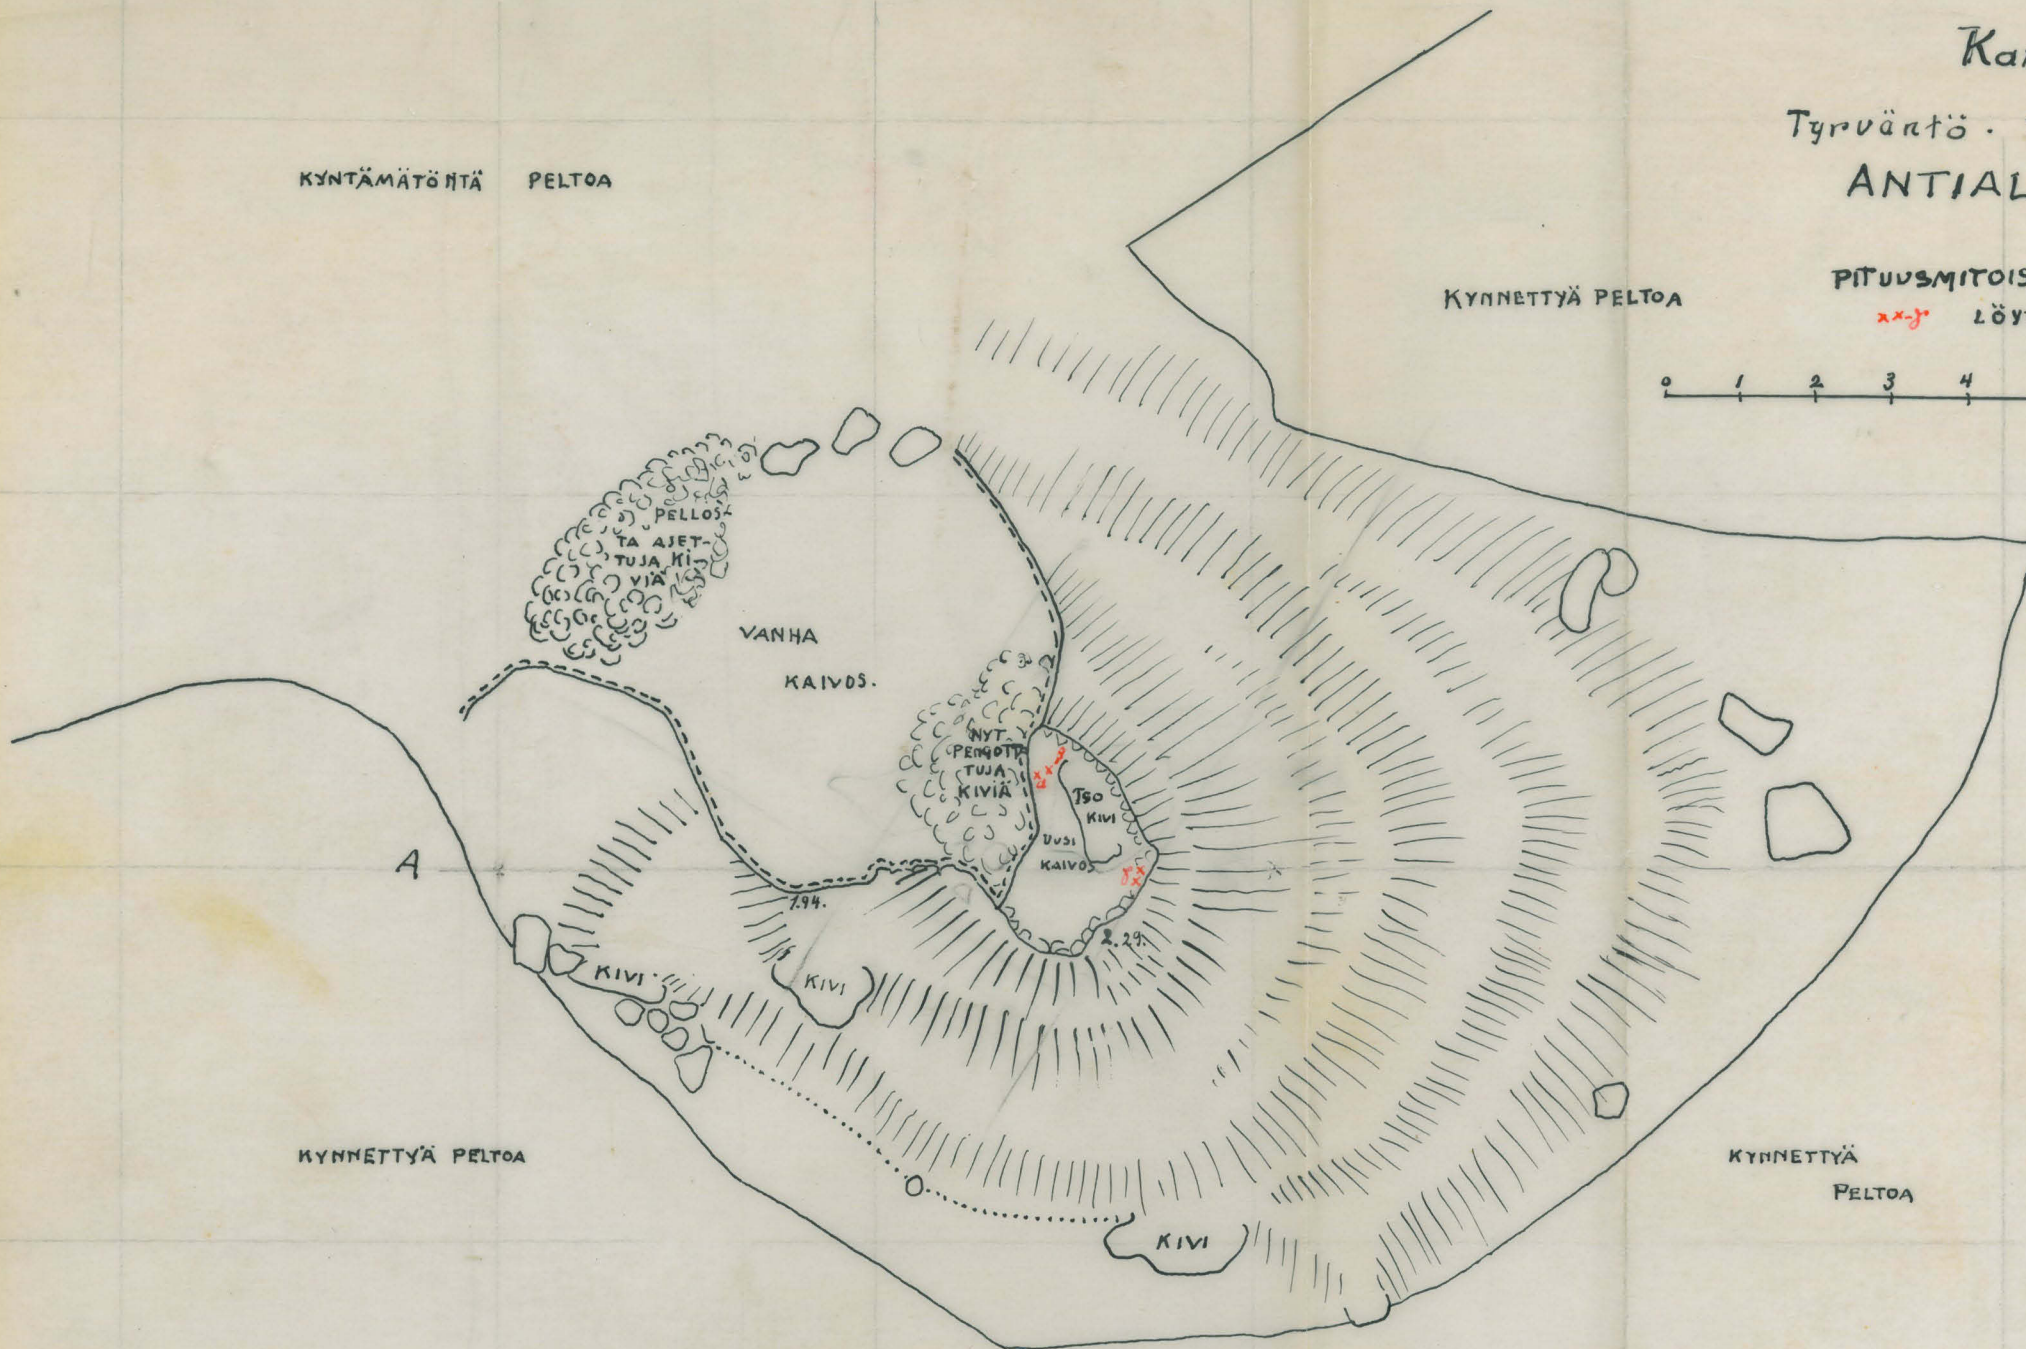 Ka
Tyrväntö.
ANTIAL
PITUUSMITOIS
xx-
LÖY
0 1 2 3 4
KYNTÄMÄTÖNTÄ PELTOA
KYNNETTYÄ PELTOA
PELLOS-
TA ASET-
TUJA KI-
VIÄ
VANHA
KAIVOS.
NYT
PENGOTT
TUJA
KIVIÄ
ISO
KIVI
UUSI
KAIVOS
A
1.94.
2.29.
KIVI
KIVI
KYNNETTYÄ PELTOA
KIVI
KYNNETTYÄ
PELTOA